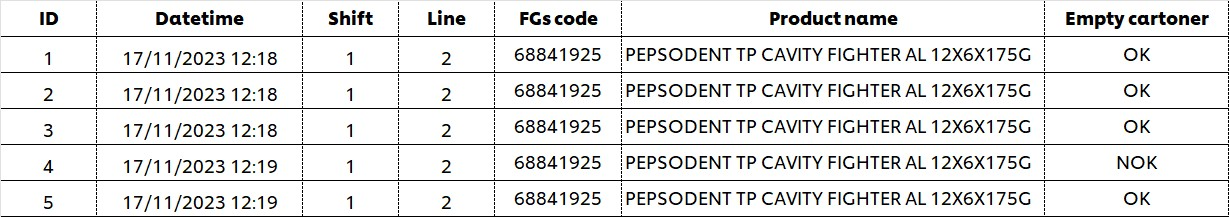 ID Datetime Shift Line FGs code Product name Empty cartoner
1 17/11/2023 12:18 1 2 68841925 PEPSODENT TP CAVITY FIGHTER AL 12X6X175G OK
2 17/11/2023 12:18 1 2 68841925 PEPSODENT TP CAVITY FIGHTER AL 12X6X175G OK
3 17/11/2023 12:18 1 2 68841925 PEPSODENT TP CAVITY FIGHTER AL 12X6X175G OK
4 17/11/2023 12:19 1 2 68841925 PEPSODENT TP CAVITY FIGHTER AL 12X6X175G NOK
5 17/11/2023 12:19 1 2 68841925 PEPSODENT TP CAVITY FIGHTER AL 12X6X175G OK